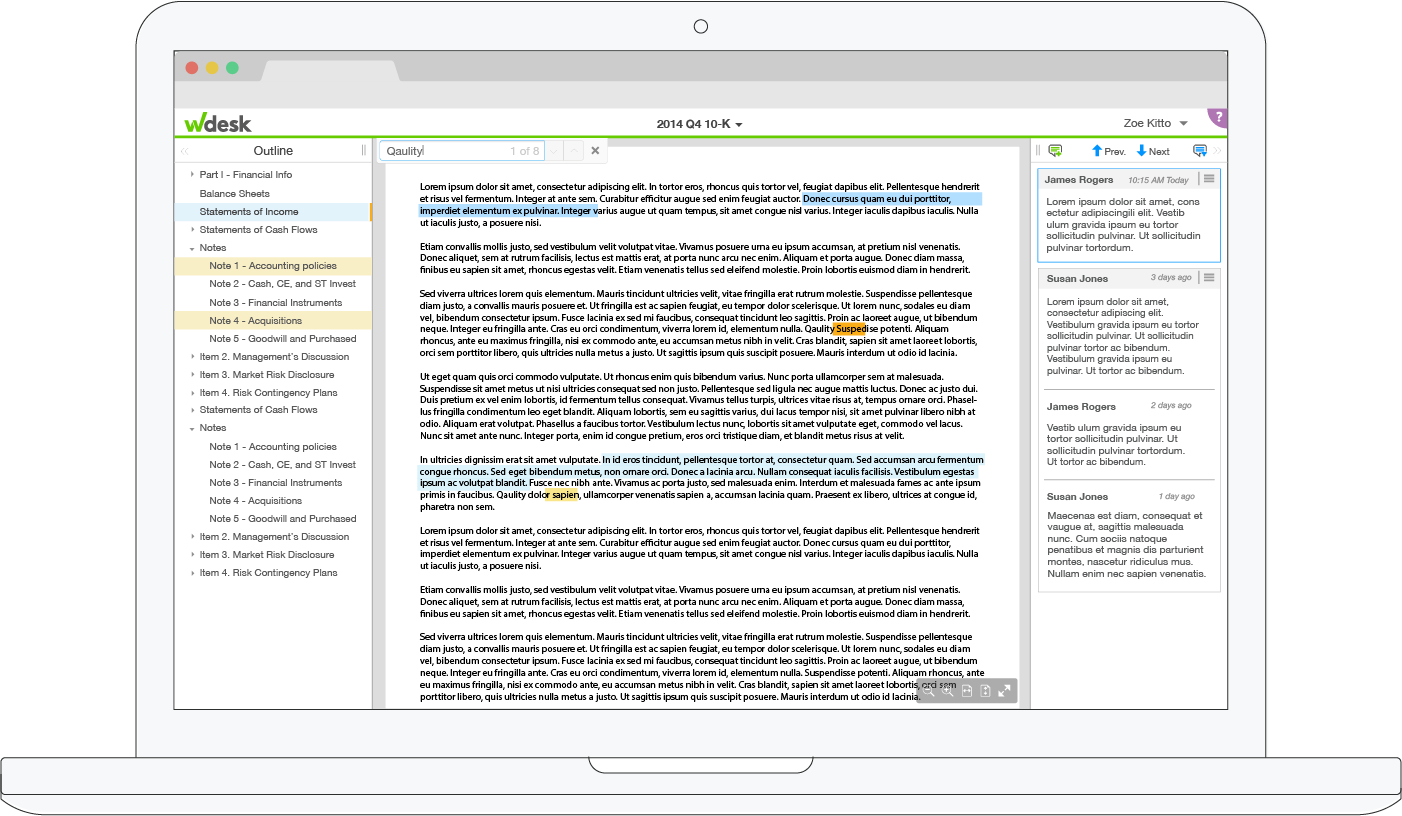 wdesk
2014 Q4 10-K
Zoe Kitto
?
Outline
Part I - Financial Info
Balance Sheets
Statements of Income
Statements of Cash Flows
Notes
Note 1 - Accounting policies
Note 2 - Cash, CE, and ST Invest
Note 3 - Financial Instruments
Note 4 - Acquisitions
Note 5 - Goodwill and Purchased
Item 2. Management's Discussion
Item 3. Market Risk Disclosure
Item 4. Risk Contingency Plans
Statements of Cash Flows
Notes
Note 1 - Accounting policies
Note 2 - Cash, CE, and ST Invest
Note 3 - Financial Instruments
Note 4 - Acquisitions
Note 5 - Goodwill and Purchased
Item 2. Management's Discussion
Item 3. Market Risk Disclosure
Item 4. Risk Contingency Plans
Qaulity 1 of 8
Lorem ipsum dolor sit amet, consectetur adipiscing elit. In tortor eros, rhoncus quis tortor vel, feugiat dapibus elit. Pellentesque hendrerit
et risus vel fermentum. Integer at ante sem. Curabitur efficitur augue sed enim feugiat auctor. Donec cursus quam eu dui porttitor,
imperdiet elementum ex pulvinar. Integer varius augue ut quam tempus, sit amet congue nisl varius. Integer iaculis dapibus iaculis. Nulla
ut iaculis justo, a posuere nisi.
Etiam convallis mollis justo, sed vestibulum velit volutpat vitae. Vivamus posuere urna eu ipsum accumsan, at pretium nisl venenatis.
Donec aliquet, sem at rutrum facilisis, lectus est mattis erat, at porta nunc arcu nec enim. Aliquam et porta augue. Donec diam massa,
finibus eu sapien sit amet, rhoncus egestas velit. Etiam venenatis tellus sed eleifend molestie. Proin lobortis euismod diam in hendrerit.
Sed viverra ultrices lorem quis elementum. Mauris tincidunt ultricies velit, vitae fringilla erat rutrum molestie. Suspendisse pellentesque
diam justo, a convallis mauris posuere et. Ut fringilla est ac sapien feugiat, eu tempor dolor scelerisque. Ut lorem nunc, sodales eu diam
vel, bibendum consectetur ipsum. Fusce lacinia ex sed mi faucibus, consequat tincidunt leo sagittis. Proin ac laoreet augue, ut bibendum
neque. Integer eu fringilla ante. Cras eu orci condimentum, viverra lorem id, elementum nulla. Qaulity Suspedise potenti. Aliquam
rhoncus, ante eu maximus fringilla, nisi ex commodo ante, eu accumsan metus nibh in velit. Cras blandit, sapien sit amet laoreet lobortis,
orci sem porttitor libero, quis ultricies nulla metus a justo. Ut sagittis ipsum quis suscipit posuere. Mauris interdum ut odio id lacinia.
Ut eget quam quis orci commodo vulputate. Ut rhoncus enim quis bibendum varius. Nunc porta ullamcorper sem at malesuada.
Suspendisse sit amet metus ut nisi ultricies consequat sed non justo. Pellentesque sed ligula nec augue mattis luctus. Donec ac justo dui.
Duis pretium ex vel enim lobortis, id fermentum tellus consequat. Vivamus tellus turpis, ultrices vitae risus at, tempus ornare orci. Phasel-
lus fringilla condimentum leo eget blandit. Aliquam lobortis, sem eu sagittis varius, dui lacus tempor nisi, sit amet pulvinar libero nibh at
odio. Aliquam erat volutpat. Phasellus a faucibus tortor. Vestibulum lectus nunc, lobortis sit amet vulputate eget, commodo vel lacus.
Nunc sit amet ante nunc. Integer porta, enim id congue pretium, eros orci tristique diam, et blandit metus risus at velit.
In ultricies dignissim erat sit amet vulputate. In id eros tincidunt, pellentesque tortor at, consectetur quam. Sed accumsan arcu fermentum
congue rhoncus. Sed eget bibendum metus, non ornare orci. Donec a lacinia arcu. Nullam consequat iaculis facilisis. Vestibulum egestas
ipsum ac volutpat blandit. Fusce nec nibh ante. Vivamus ac porta justo, sed malesuada enim. Interdum et malesuada fames ac ante ipsum
primis in faucibus. Qaulity dolor sapien, ullamcorper venenatis sapien a, accumsan lacinia quam. Praesent ex libero, ultrices at congue id,
pharetra non sem.
Lorem ipsum dolor sit amet, consectetur adipiscing elit. In tortor eros, rhoncus quis tortor vel, feugiat dapibus elit. Pellentesque hendrerit
et risus vel fermentum. Integer at ante sem. Curabitur efficitur augue sed enim feugiat auctor. Donec cursus quam eu dui porttitor,
imperdiet elementum ex pulvinar. Integer varius augue ut quam tempus, sit amet congue nisl varius. Integer iaculis dapibus iaculis. Nulla
ut iaculis justo, a posuere nisi.
Etiam convallis mollis justo, sed vestibulum velit volutpat vitae. Vivamus posuere urna eu ipsum accumsan, at pretium nisl venenatis.
Donec aliquet, sem at rutrum facilisis, lectus est mattis erat, at porta nunc arcu nec enim. Aliquam et porta augue. Donec diam massa,
finibus eu sapien sit amet, rhoncus egestas velit. Etiam venenatis tellus sed eleifend molestie. Proin lobortis euismod diam in hendrerit.
Sed viverra ultrices lorem quis elementum. Mauris tincidunt ultricies velit, vitae fringilla erat rutrum molestie. Suspendisse pellentesque
diam justo, a convallis mauris posuere et. Ut fringilla est ac sapien feugiat, eu tempor dolor scelerisque. Ut lorem nunc, sodales eu diam
vel, bibendum consectetur ipsum. Fusce lacinia ex sed mi faucibus, consequat tincidunt leo sagittis. Proin ac laoreet augue, ut bibendum
neque. Integer eu fringilla ante. Cras eu orci condimentum, viverra lorem id, elementum nulla. Suspendisse potenti. Aliquam rhoncus, ante
eu maximus fringilla, nisi ex commodo ante, eu accumsan metus nibh in velit. Cras blandit, sapien sit amet laoreet lobortis, orci sem
porttitor libero, quis ultricies nulla metus a justo. Ut sagittis ipsum quis suscipit posuere. Mauris interdum ut odio id lacinia.
Prev. Next
James Rogers 10:15 AM Today
Lorem ipsum dolor sit amet, cons
ectetur adipiscingili elit. Vestib
ulum gravida ipsum eu tortor
sollicitudin pulvinar. Ut sollicitudin
pulvinar tortordum.
Susan Jones 3 days ago
Lorem ipsum dolor sit amet,
consectetur adipiscing elit.
Vestibulum gravida ipsum eu tortor
sollicitudin pulvinar. Ut sollicitudin
pulvinar tortor ac bibendum.
Vestibulum gravida ipsum eu
pulvinar. Ut tortor ac bibendum.
James Rogers 2 days ago
Vestib ulum gravida ipsum eu
tortor sollicitudin pulvinar. Ut
sollicitudin pulvinar tortordum.
Ut tortor ac bibendum.
Susan Jones 1 day ago
Maecenas est diam, consequat et
vaugue at, sagittis malesuada
nunc. Cum sociis natoque
penatibus et magnis dis parturient
montes, nascetur ridiculus mus.
Nullam enim nec sapien venenatis.